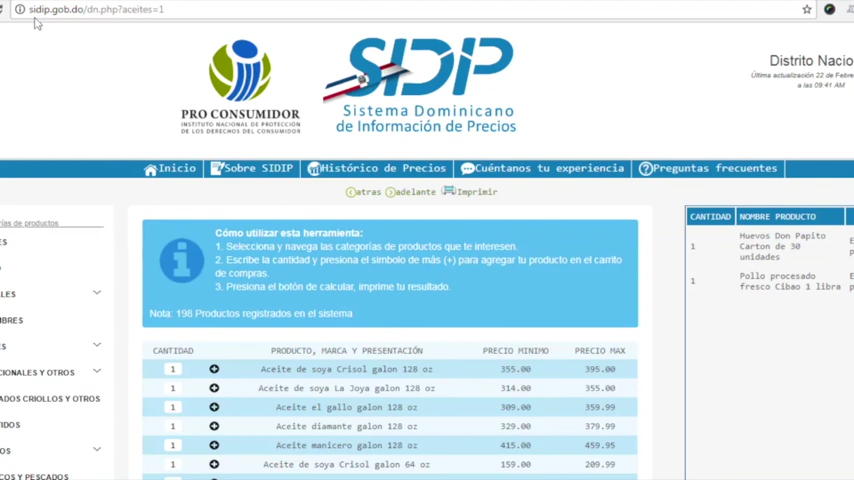 sidip.gob.do/dn.php?aceites=1
PRO CONSUMIDOR
INSTITUTO NACIONAL DE PROTECCIÓN
DE LOS DERECHOS DEL CONSUMIDOR
SIDIP
Sistema Dominicano
de Información de Precios
Distrito Nacio
Última actualización 22 de Febre
a las 09:41 AM
Inicio
Sobre SIDIP
Histórico de Precios
Cuéntanos tu experiencia
Preguntas frecuentes
atras
adelante
Imprimir
rías de productos
ES
O
LES
MBRES
ES
CIONALES Y OTROS
ADOS CRIOLLOS Y OTROS
TIDOS
OS
COS Y PESCADOS
Cómo utilizar esta herramienta:
1. Selecciona y navega las categorías de productos que te interesen.
2. Escribe la cantidad y presiona el simbolo de más (+) para agregar tu producto en el carrito
de compras.
3. Presiona el botón de calcular, imprime tu resultado.
Nota: 198 Productos registrados en el sistema
CANTIDAD PRODUCTO, MARCA Y PRESENTACIÓN PRECIO MINIMO PRECIO MAX
1 Aceite de soya Crisol galon 128 oz 355.00 395.00
1 Aceite de soya La Joya galon 128 oz 314.00 355.00
1 Aceite el gallo galon 128 oz 309.00 359.99
1 Aceite diamante galon 128 oz 329.00 379.99
1 Aceite manicero galon 128 oz 415.00 459.95
1 Aceite de soya Crisol galon 64 oz 159.00 209.99
CANTIDAD NOMBRE PRODUCTO
1 Huevos Don Papito
Carton de 30
unidades
1 Pollo procesado
fresco Cibao 1 libra